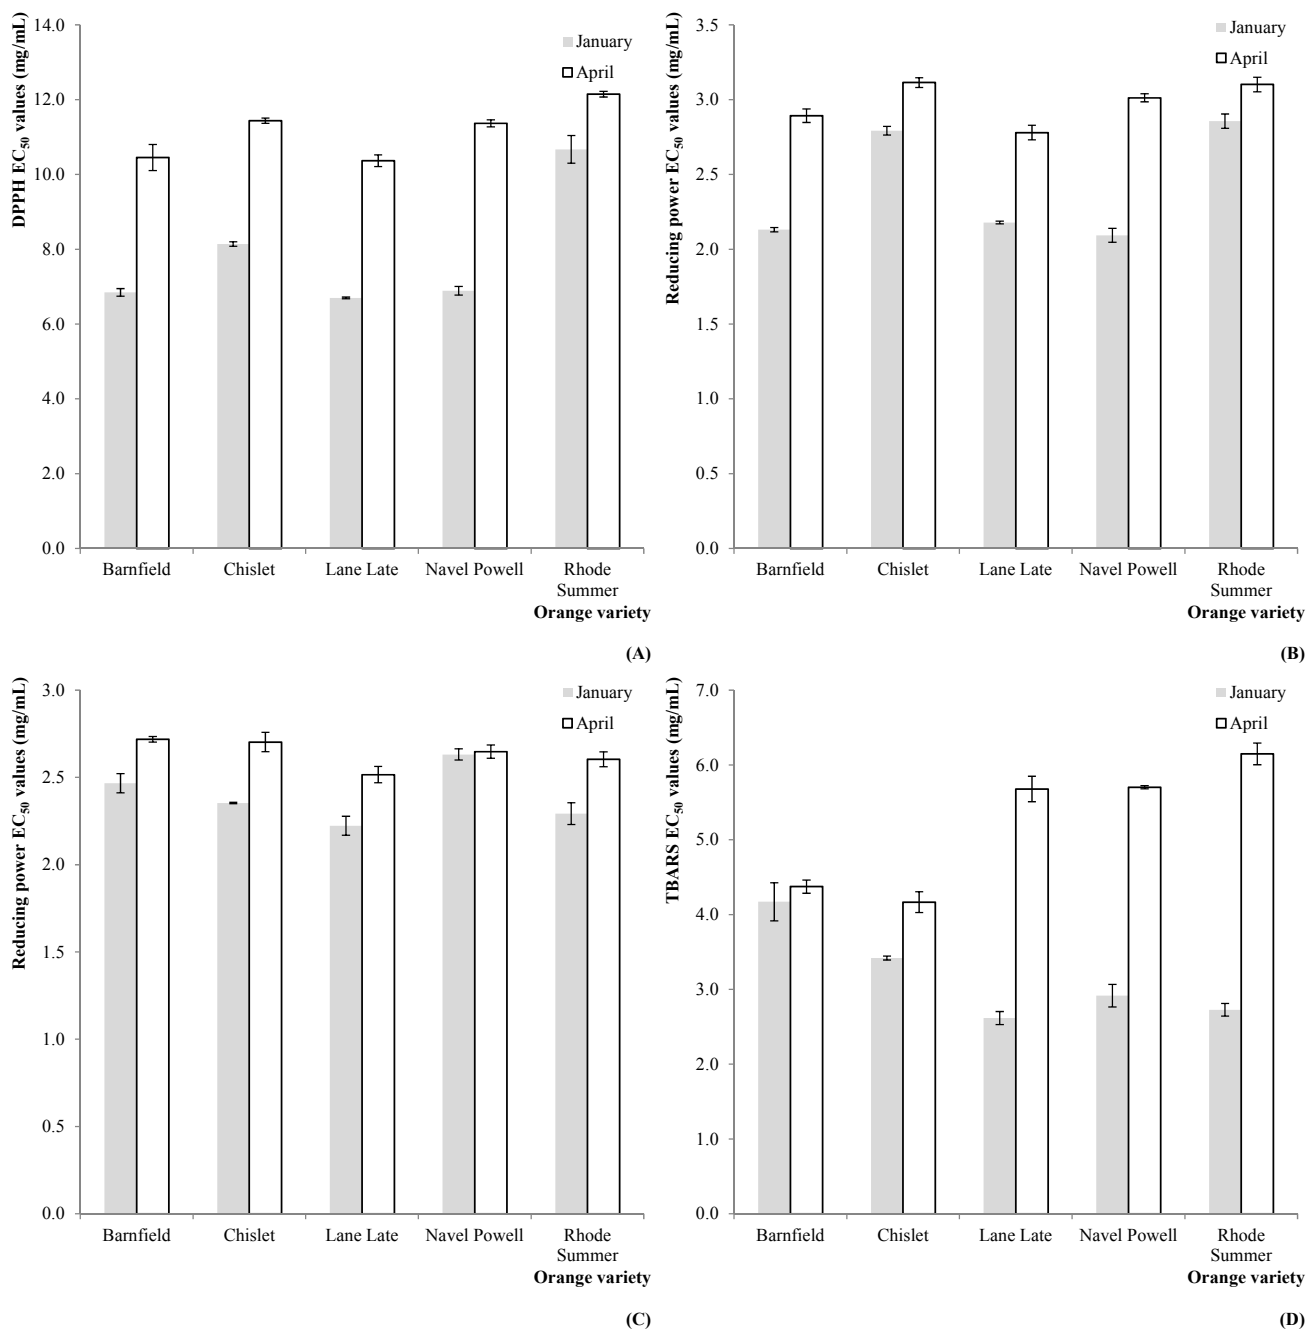 DPPH EC50 values (mg/mL)
14.0
12.0
10.0
8.0
6.0
4.0
2.0
0.0
January
April
Barnfield Chislet Lane Late Navel Powell Rhode
Summer
Orange variety
(A)
Reducing power EC50 values (mg/mL)
3.5
3.0
2.5
2.0
1.5
1.0
0.5
0.0
January
April
Barnfield Chislet Lane Late Navel Powell Rhode
Summer
Orange variety
(B)
Reducing power EC50 values (mg/mL)
3.0
2.5
2.0
1.5
1.0
0.5
0.0
January
April
Barnfield Chislet Lane Late Navel Powell Rhode
Summer
Orange variety
(C)
TBARS EC50 values (mg/mL)
7.0
6.0
5.0
4.0
3.0
2.0
1.0
0.0
January
April
Barnfield Chislet Lane Late Navel Powell Rhode
Summer
Orange variety
(D)